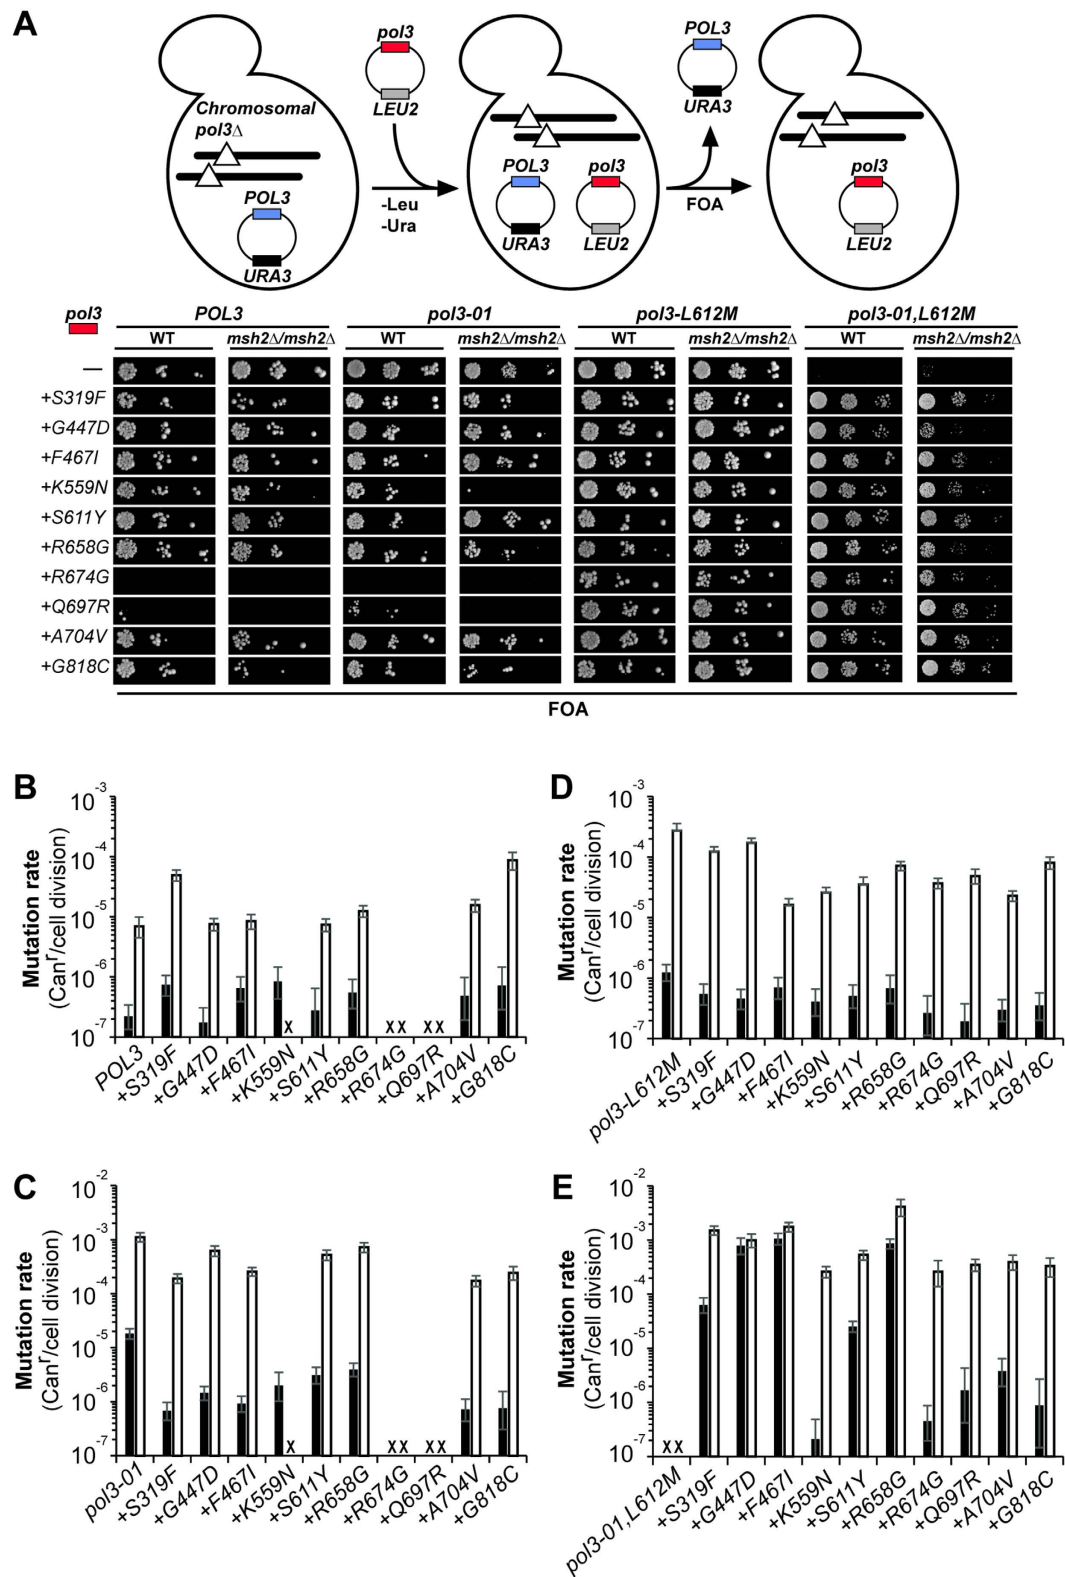 A
pol3
LEU2
POL3
URA3
Chromosomal
pol3Δ
POL3
URA3
-Leu
-Ura
POL3
URA3
pol3
LEU2
FOA
pol3
LEU2
pol3
POL3
pol3-01
pol3-L612M
pol3-01,L612M
WT
msh2Δ/msh2Δ
WT
msh2Δ/msh2Δ
WT
msh2Δ/msh2Δ
WT
msh2Δ/msh2Δ
—
+S319F
+G447D
+F467I
+K559N
+S611Y
+R658G
+R674G
+Q697R
+A704V
+G818C
FOA
B
Mutation rate
(Canʳ/cell division)
10⁻³
10⁻⁴
10⁻⁵
10⁻⁶
10⁻⁷
X
X X
X X
POL3
+S319F
+G447D
+F467I
+K559N
+S611Y
+R658G
+R674G
+Q697R
+A704V
+G818C
D
Mutation rate
(Canʳ/cell division)
10⁻³
10⁻⁴
10⁻⁵
10⁻⁶
10⁻⁷
pol3-L612M
+S319F
+G447D
+F467I
+K559N
+S611Y
+R658G
+R674G
+Q697R
+A704V
+G818C
C
Mutation rate
(Canʳ/cell division)
10⁻²
10⁻³
10⁻⁴
10⁻⁵
10⁻⁶
10⁻⁷
X
X X
X X
pol3-01
+S319F
+G447D
+F467I
+K559N
+S611Y
+R658G
+R674G
+Q697R
+A704V
+G818C
E
Mutation rate
(Canʳ/cell division)
10⁻²
10⁻³
10⁻⁴
10⁻⁵
10⁻⁶
10⁻⁷
X X
pol3-01,L612M
+S319F
+G447D
+F467I
+K559N
+S611Y
+R658G
+R674G
+Q697R
+A704V
+G818C